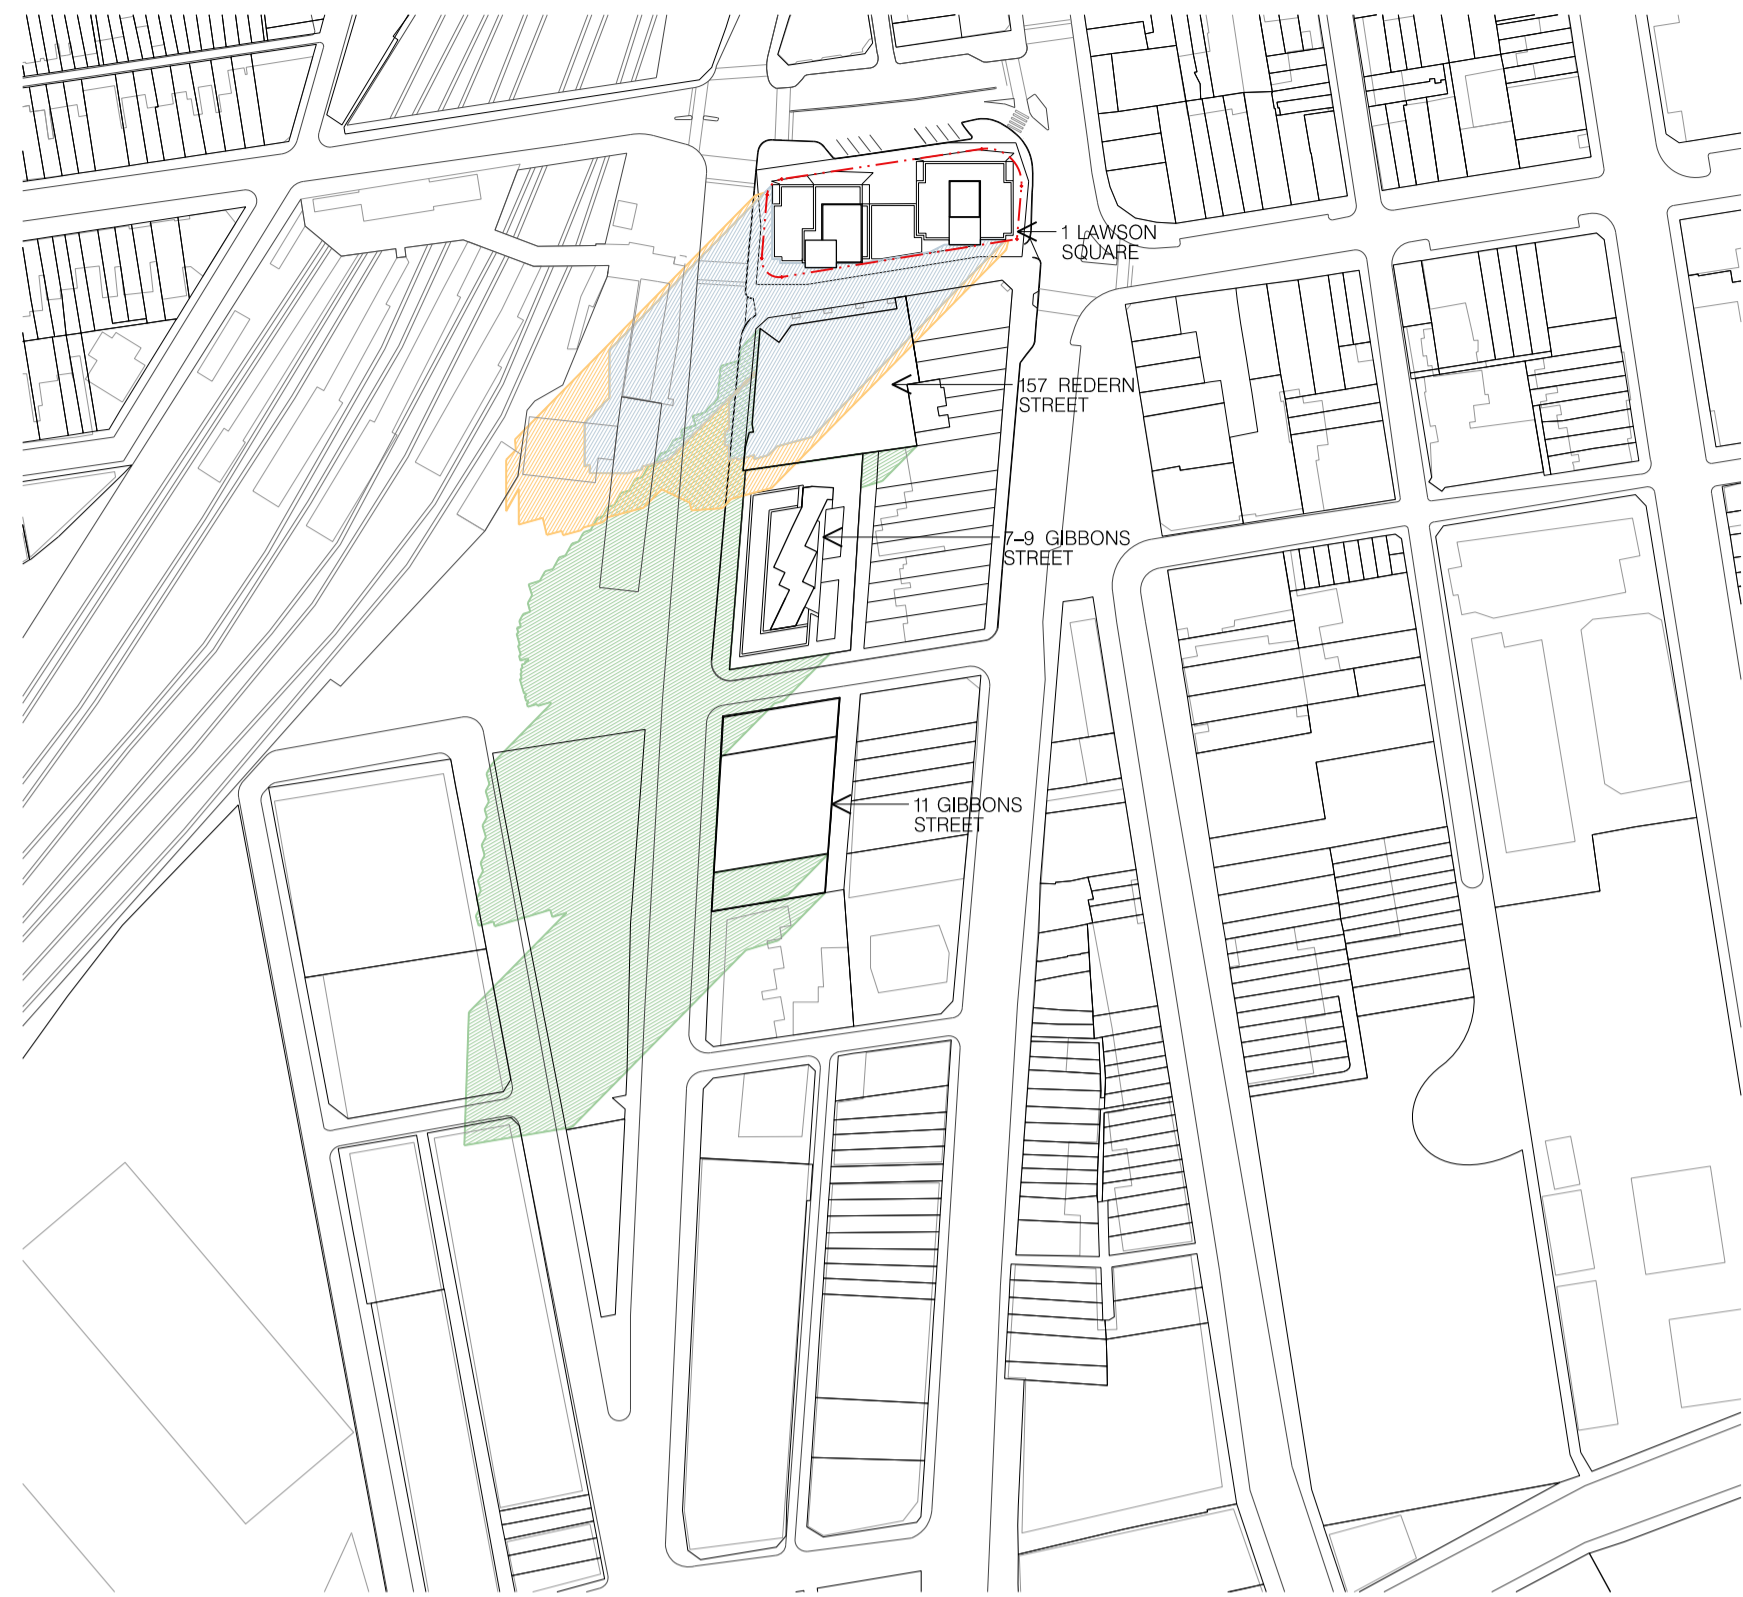 1 LAWSON
SQUARE
157 REDERN
STREET
7–9 GIBBONS
STREET
11 GIBBONS
STREET